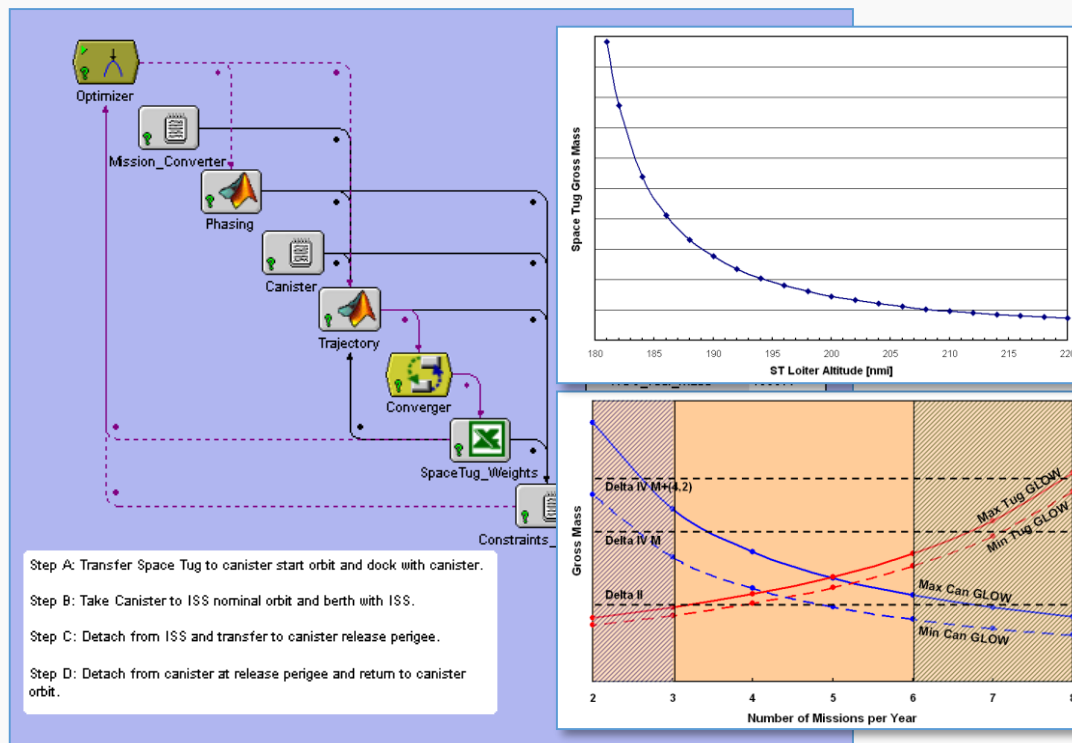 Optimizer
Mission_Converter
Phasing
Canister
Trajectory
Converger
SpaceTug_Weights
Constraints_
Step A: Transfer Space Tug to canister start orbit and dock with canister.
Step B: Take Canister to ISS nominal orbit and berth with ISS.
Step C: Detach from ISS and transfer to canister release perigee.
Step D: Detach from canister at release perigee and return to canister
orbit.
Space Tug Gross Mass
180 185 190 195 200 205 210 215 220
ST Loiter Altitude [nmi]
Gross Mass
Delta IV M+(4,2)
Delta IV M
Delta II
Max Tug GLOW
Min Tug GLOW
Max Can GLOW
Min Can GLOW
2 3 4 5 6 7 8
Number of Missions per Year